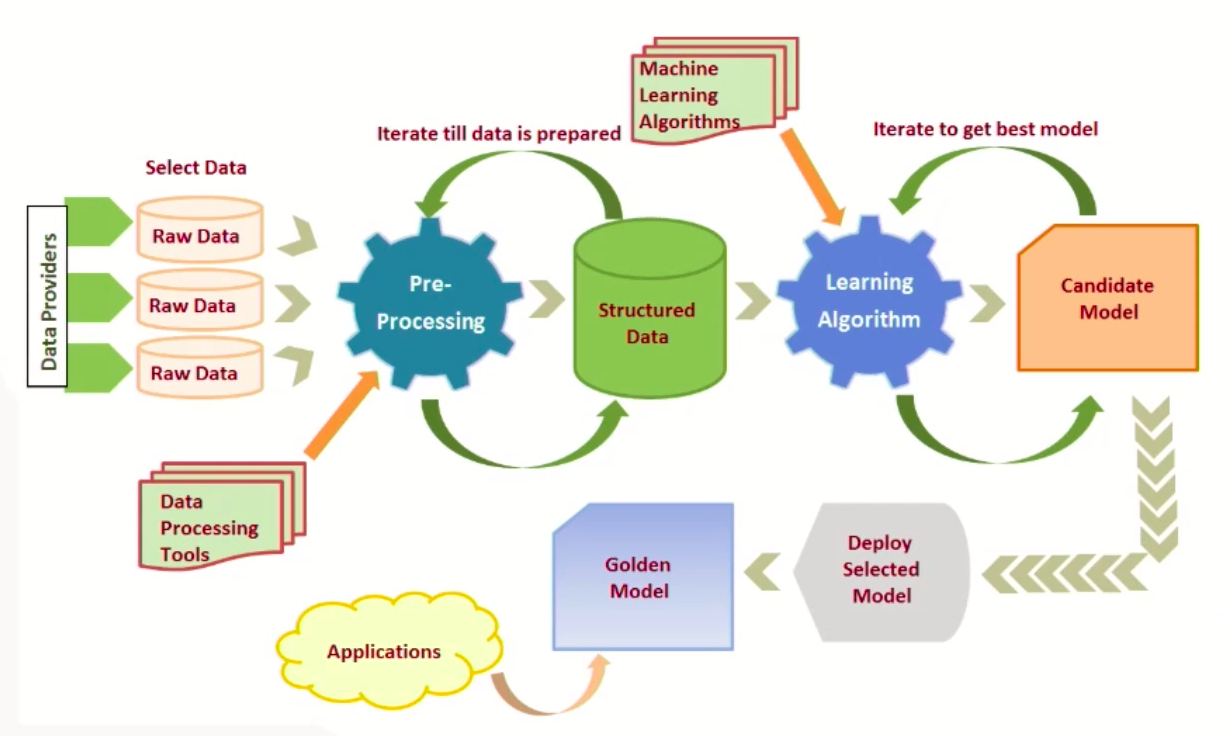 Machine
Learning
Algorithms
Iterate till data is prepared
Iterate to get best model
Select Data
Data Providers
Raw Data
Raw Data
Raw Data
Pre-
Processing
Structured
Data
Learning
Algorithm
Candidate
Model
Data
Processing
Tools
Deploy
Selected
Model
Golden
Model
Applications